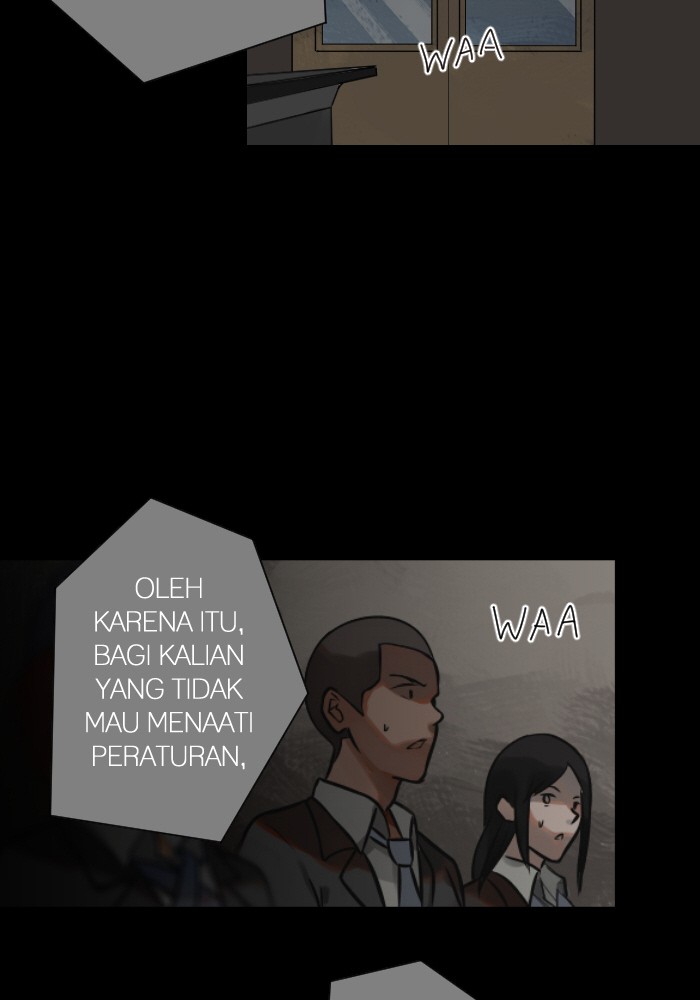 WAA
OLEH
KARENA ITU,
BAGI KALIAN
YANG TIDAK
MAU MENAATI
PERATURAN,
WAA